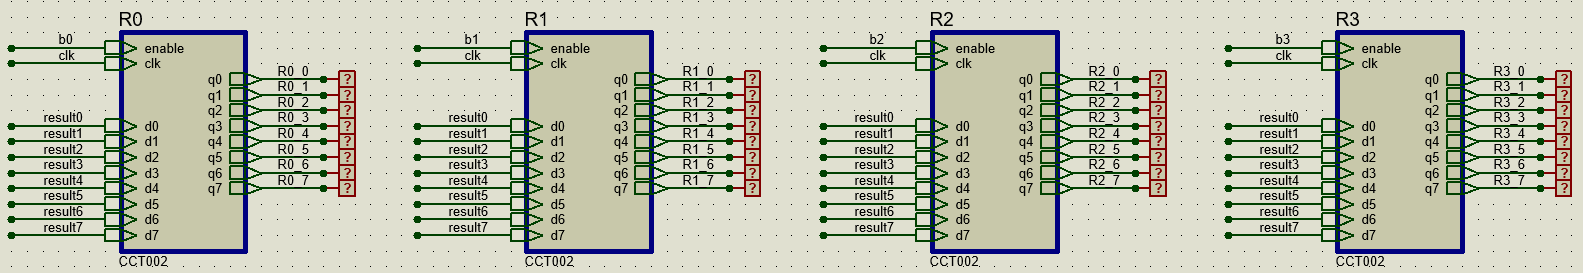 R0
b0
clk
enable
clk
q0 R0_0 ?
q1 R0_1 ?
q2 R0_2 ?
result0 d0 q3 R0_3 ?
result1 d1 q4 R0_4 ?
result2 d2 q5 R0_5 ?
result3 d3 q6 R0_6 ?
result4 d4 q7 R0_7 ?
result5 d5
result6 d6
result7 d7
CCT002
R1
b1
clk
enable
clk
q0 R1_0 ?
q1 R1_1 ?
q2 R1_2 ?
result0 d0 q3 R1_3 ?
result1 d1 q4 R1_4 ?
result2 d2 q5 R1_5 ?
result3 d3 q6 R1_6 ?
result4 d4 q7 R1_7 ?
result5 d5
result6 d6
result7 d7
CCT002
R2
b2
clk
enable
clk
q0 R2_0 ?
q1 R2_1 ?
q2 R2_2 ?
result0 d0 q3 R2_3 ?
result1 d1 q4 R2_4 ?
result2 d2 q5 R2_5 ?
result3 d3 q6 R2_6 ?
result4 d4 q7 R2_7 ?
result5 d5
result6 d6
result7 d7
CCT002
R3
b3
clk
enable
clk
q0 R3_0 ?
q1 R3_1 ?
q2 R3_2 ?
result0 d0 q3 R3_3 ?
result1 d1 q4 R3_4 ?
result2 d2 q5 R3_5 ?
result3 d3 q6 R3_6 ?
result4 d4 q7 R3_7 ?
result5 d5
result6 d6
result7 d7
CCT002